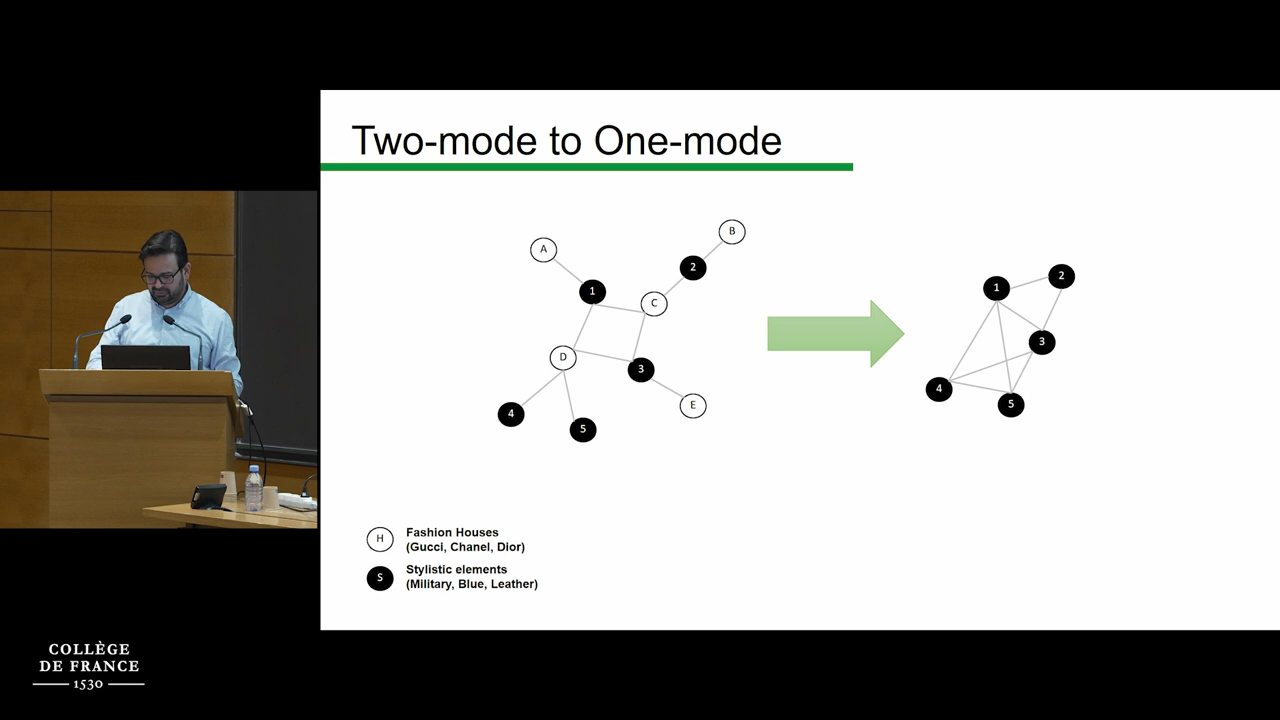 Two-mode to One-mode
A
B
2
1
C
D
3
E
4
5
1
2
3
4
5
H
Fashion Houses
(Gucci, Chanel, Dior)
S
Stylistic elements
(Military, Blue, Leather)
COLLÈGE
DE FRANCE
1530